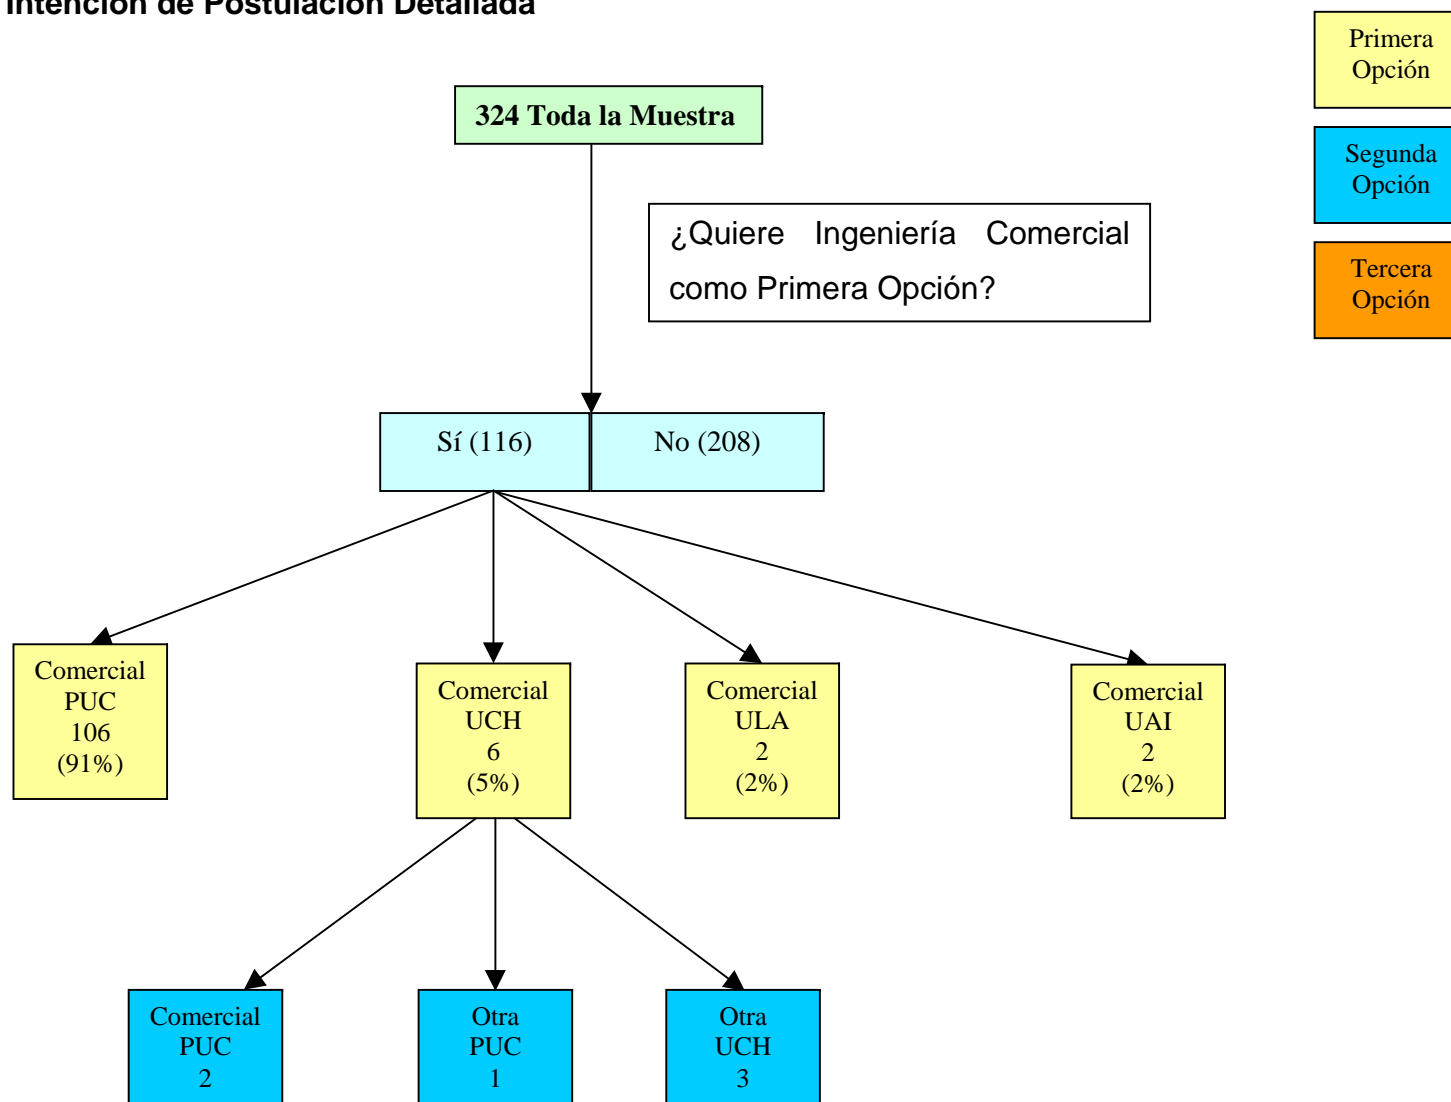 Intención de Postulación Detallada
Primera
Opción
324 Toda la Muestra
Segunda
Opción
¿Quiere Ingeniería Comercial
como Primera Opción?
Tercera
Opción
Sí (116)
No (208)
Comercial
PUC
106
(91%)
Comercial
UCH
6
(5%)
Comercial
ULA
2
(2%)
Comercial
UAI
2
(2%)
Comercial
PUC
2
Otra
PUC
1
Otra
UCH
3